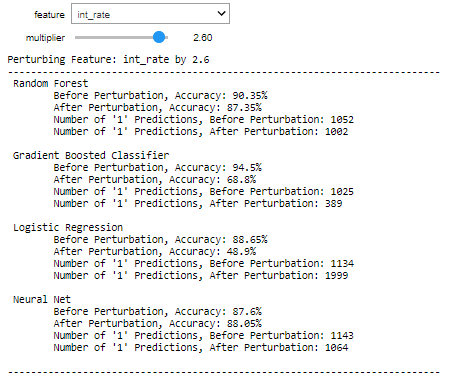 feature int_rate
multiplier 2.60
Perturbing Feature: int_rate by 2.6
------------------------------------------------------------------------
Random Forest
Before Perturbation, Accuracy: 90.35%
After Perturbation, Accuracy: 87.35%
Number of '1' Predictions, Before Perturbation: 1052
Number of '1' Predictions, After Perturbation: 1002
Gradient Boosted Classifier
Before Perturbation, Accuracy: 94.5%
After Perturbation, Accuracy: 68.8%
Number of '1' Predictions, Before Perturbation: 1025
Number of '1' Predictions, After Perturbation: 389
Logistic Regression
Before Perturbation, Accuracy: 88.65%
After Perturbation, Accuracy: 48.9%
Number of '1' Predictions, Before Perturbation: 1134
Number of '1' Predictions, After Perturbation: 1999
Neural Net
Before Perturbation, Accuracy: 87.6%
After Perturbation, Accuracy: 88.05%
Number of '1' Predictions, Before Perturbation: 1143
Number of '1' Predictions, After Perturbation: 1064
------------------------------------------------------------------------